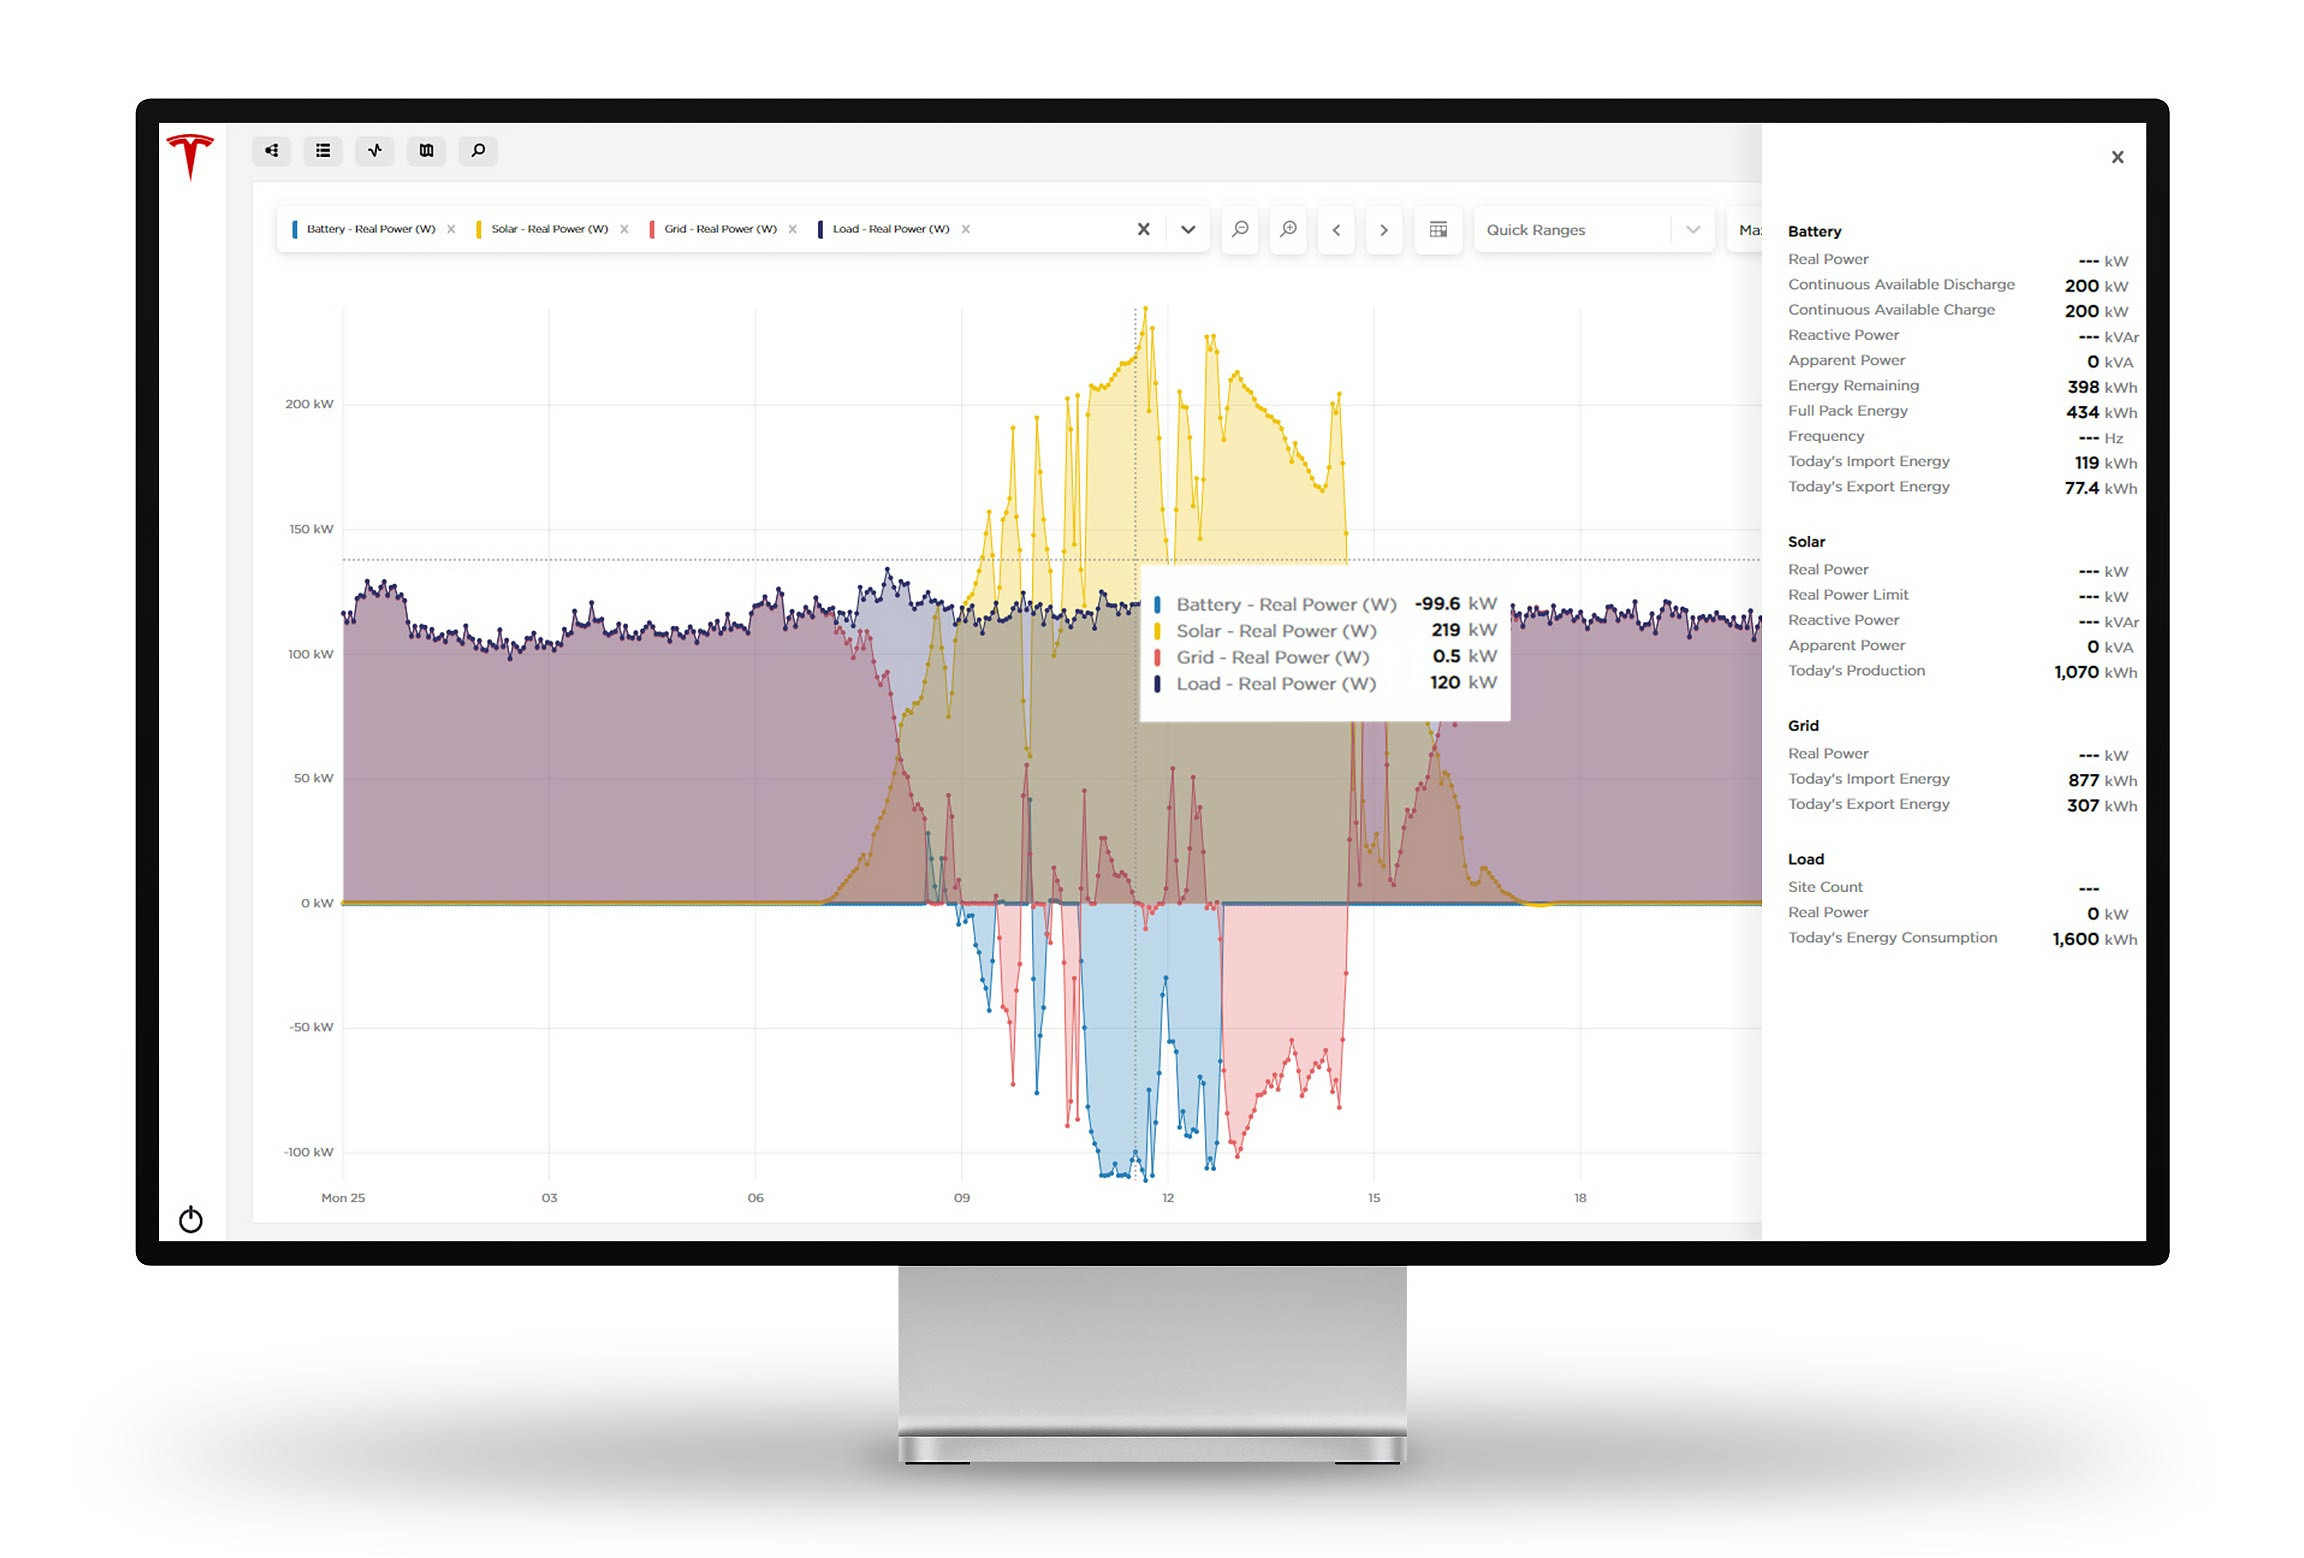 Battery - Real Power (W) Solar - Real Power (W) Grid - Real Power (W) Load - Real Power (W) Quick Ranges
200 kW
150 kW
100 kW
50 kW
0 kW
-50 kW
-100 kW
Mon 25 03 06 09 12 15 18
Battery - Real Power (W) -99.6 kW
Solar - Real Power (W) 219 kW
Grid - Real Power (W) 0.5 kW
Load - Real Power (W) 120 kW
Battery
Real Power --- kW
Continuous Available Discharge 200 kW
Continuous Available Charge 200 kW
Reactive Power --- kVAr
Apparent Power 0 kVA
Energy Remaining 398 kWh
Full Pack Energy 434 kWh
Frequency --- Hz
Today's Import Energy 119 kWh
Today's Export Energy 77.4 kWh
Solar
Real Power --- kW
Real Power Limit --- kW
Reactive Power --- kVAr
Apparent Power 0 kVA
Today's Production 1,070 kWh
Grid
Real Power --- kW
Today's Import Energy 877 kWh
Today's Export Energy 307 kWh
Load
Site Count ---
Real Power 0 kW
Today's Energy Consumption 1,600 kWh